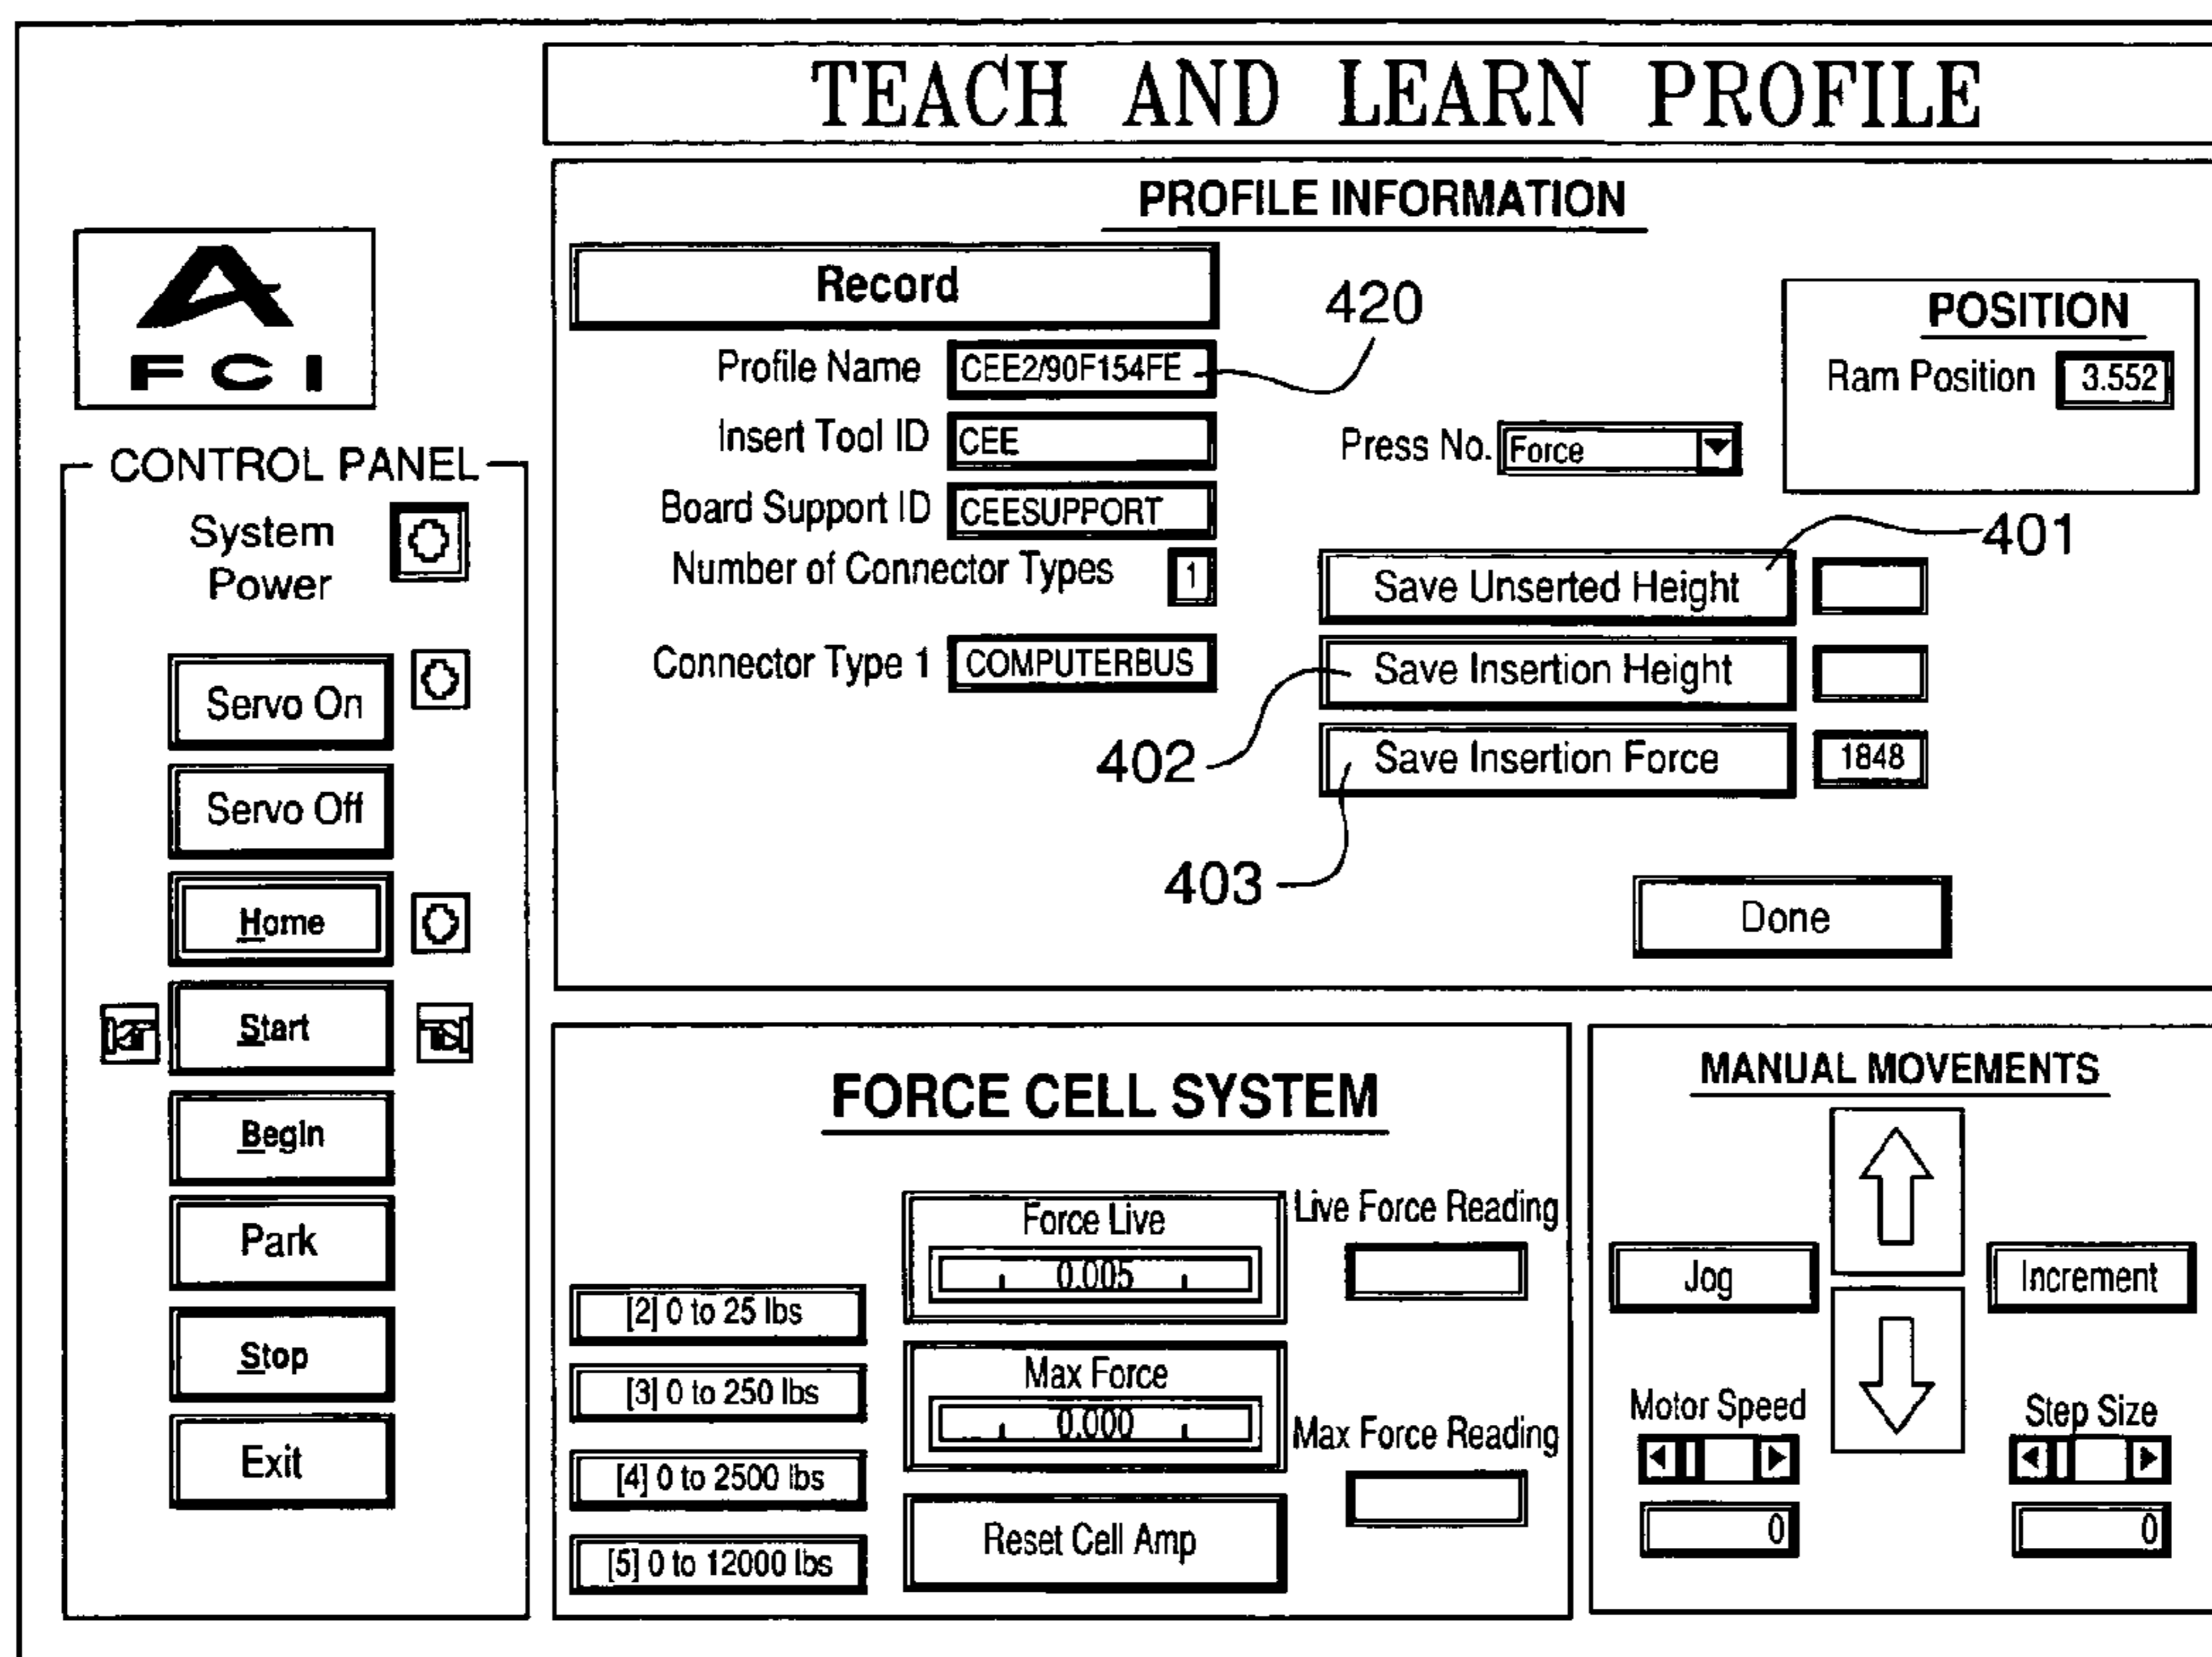 TEACH AND LEARN PROFILE
A
FCI
CONTROL PANEL
System
Power
Servo On
Servo Off
Home
Start
Begin
Park
Stop
Exit
PROFILE INFORMATION
Record
420
Profile Name CEE2/90F154FE
Insert Tool ID CEE
Board Support ID CEESUPPORT
Number of Connector Types 1
Connector Type 1 COMPUTERBUS
Press No. Force
POSITION
Ram Position 3.552
401
Save Unserted Height
402
Save Insertion Height
403
Save Insertion Force 1848
Done
FORCE CELL SYSTEM
[2] 0 to 25 lbs
[3] 0 to 250 lbs
[4] 0 to 2500 lbs
[5] 0 to 12000 lbs
Force Live
0.005
Max Force
0.000
Reset Cell Amp
Live Force Reading
Max Force Reading
MANUAL MOVEMENTS
Jog
Increment
Motor Speed
0
Step Size
0